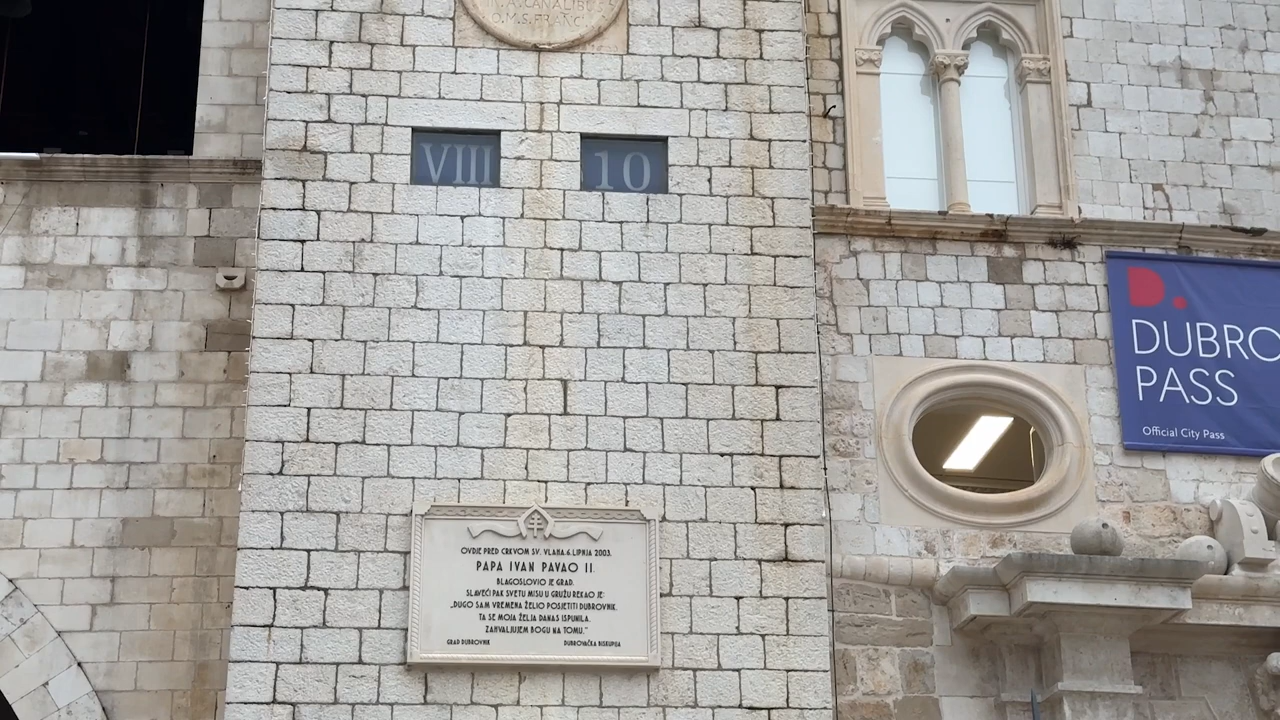 A CANALIBUS
O.M.S. FRANC
VIII
10
D.
DUBRO
PASS
Official City Pass
OVDJE PRED CRKVOM SV. VLAHA 6. LIPNJA 2003.
PAPA IVAN PAVAO II.
BLAGOSLOVIO JE GRAD.
SLAVEĆI PAK SVETU MISU U GRUŽU REKAO JE:
„DUGO SAM VREMENA ŽELIO POSJETITI DUBROVNIK.
TA SE MOJA ŽELJA DANAS ISPUNILA.
ZAHVALJUJEM BOGU NA TOMU.”
GRAD DUBROVNIK DUBROVAČKA BISKUPIJA